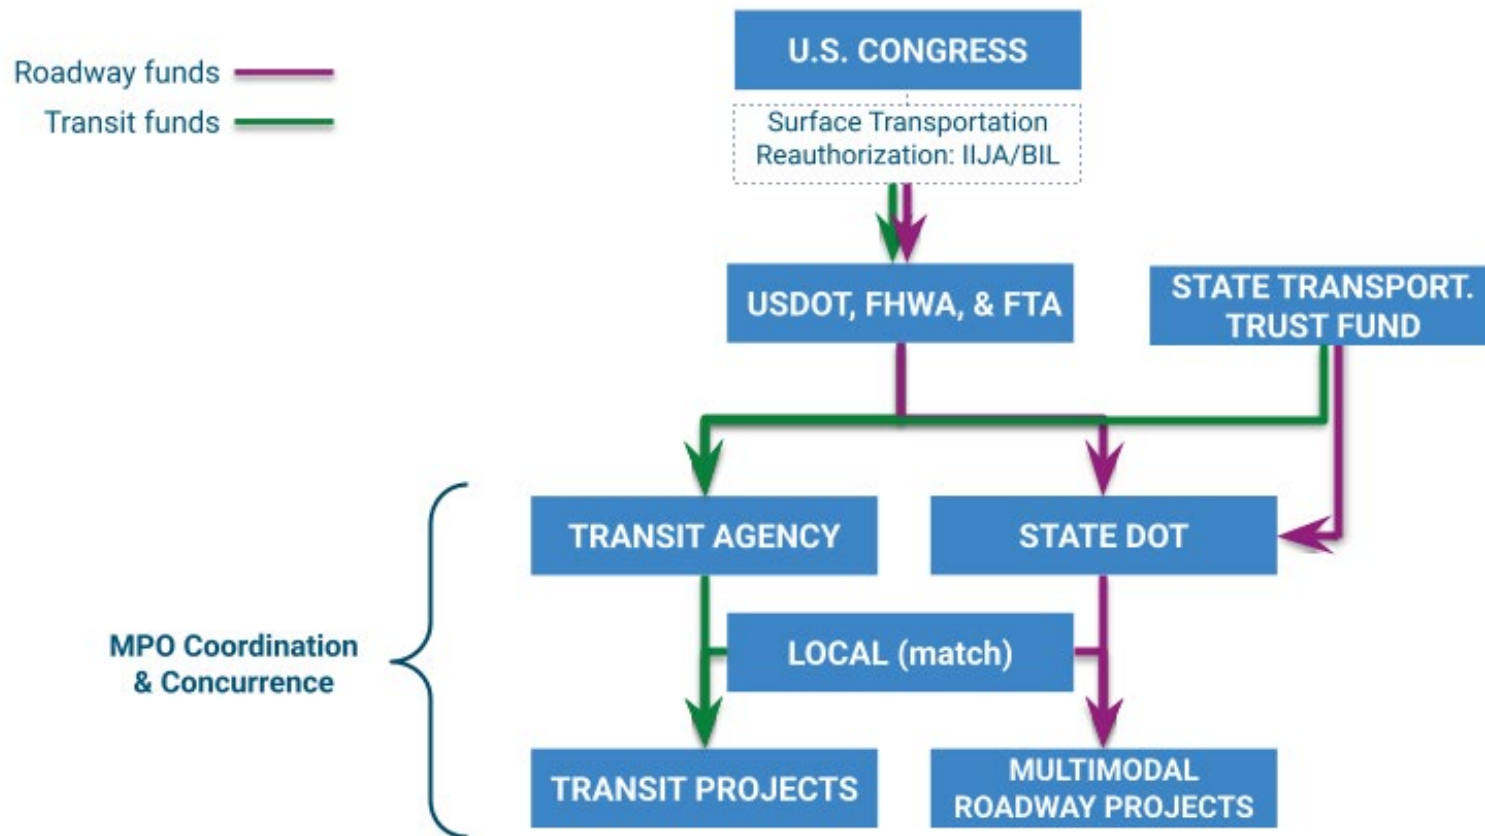 U.S. CONGRESS
Roadway funds
Transit funds
Surface Transportation
Reauthorization: IIJA/BIL
USDOT, FHWA, & FTA
STATE TRANSPORT.
TRUST FUND
TRANSIT AGENCY
STATE DOT
LOCAL (match)
MPO Coordination
& Concurrence
TRANSIT PROJECTS
MULTIMODAL
ROADWAY PROJECTS